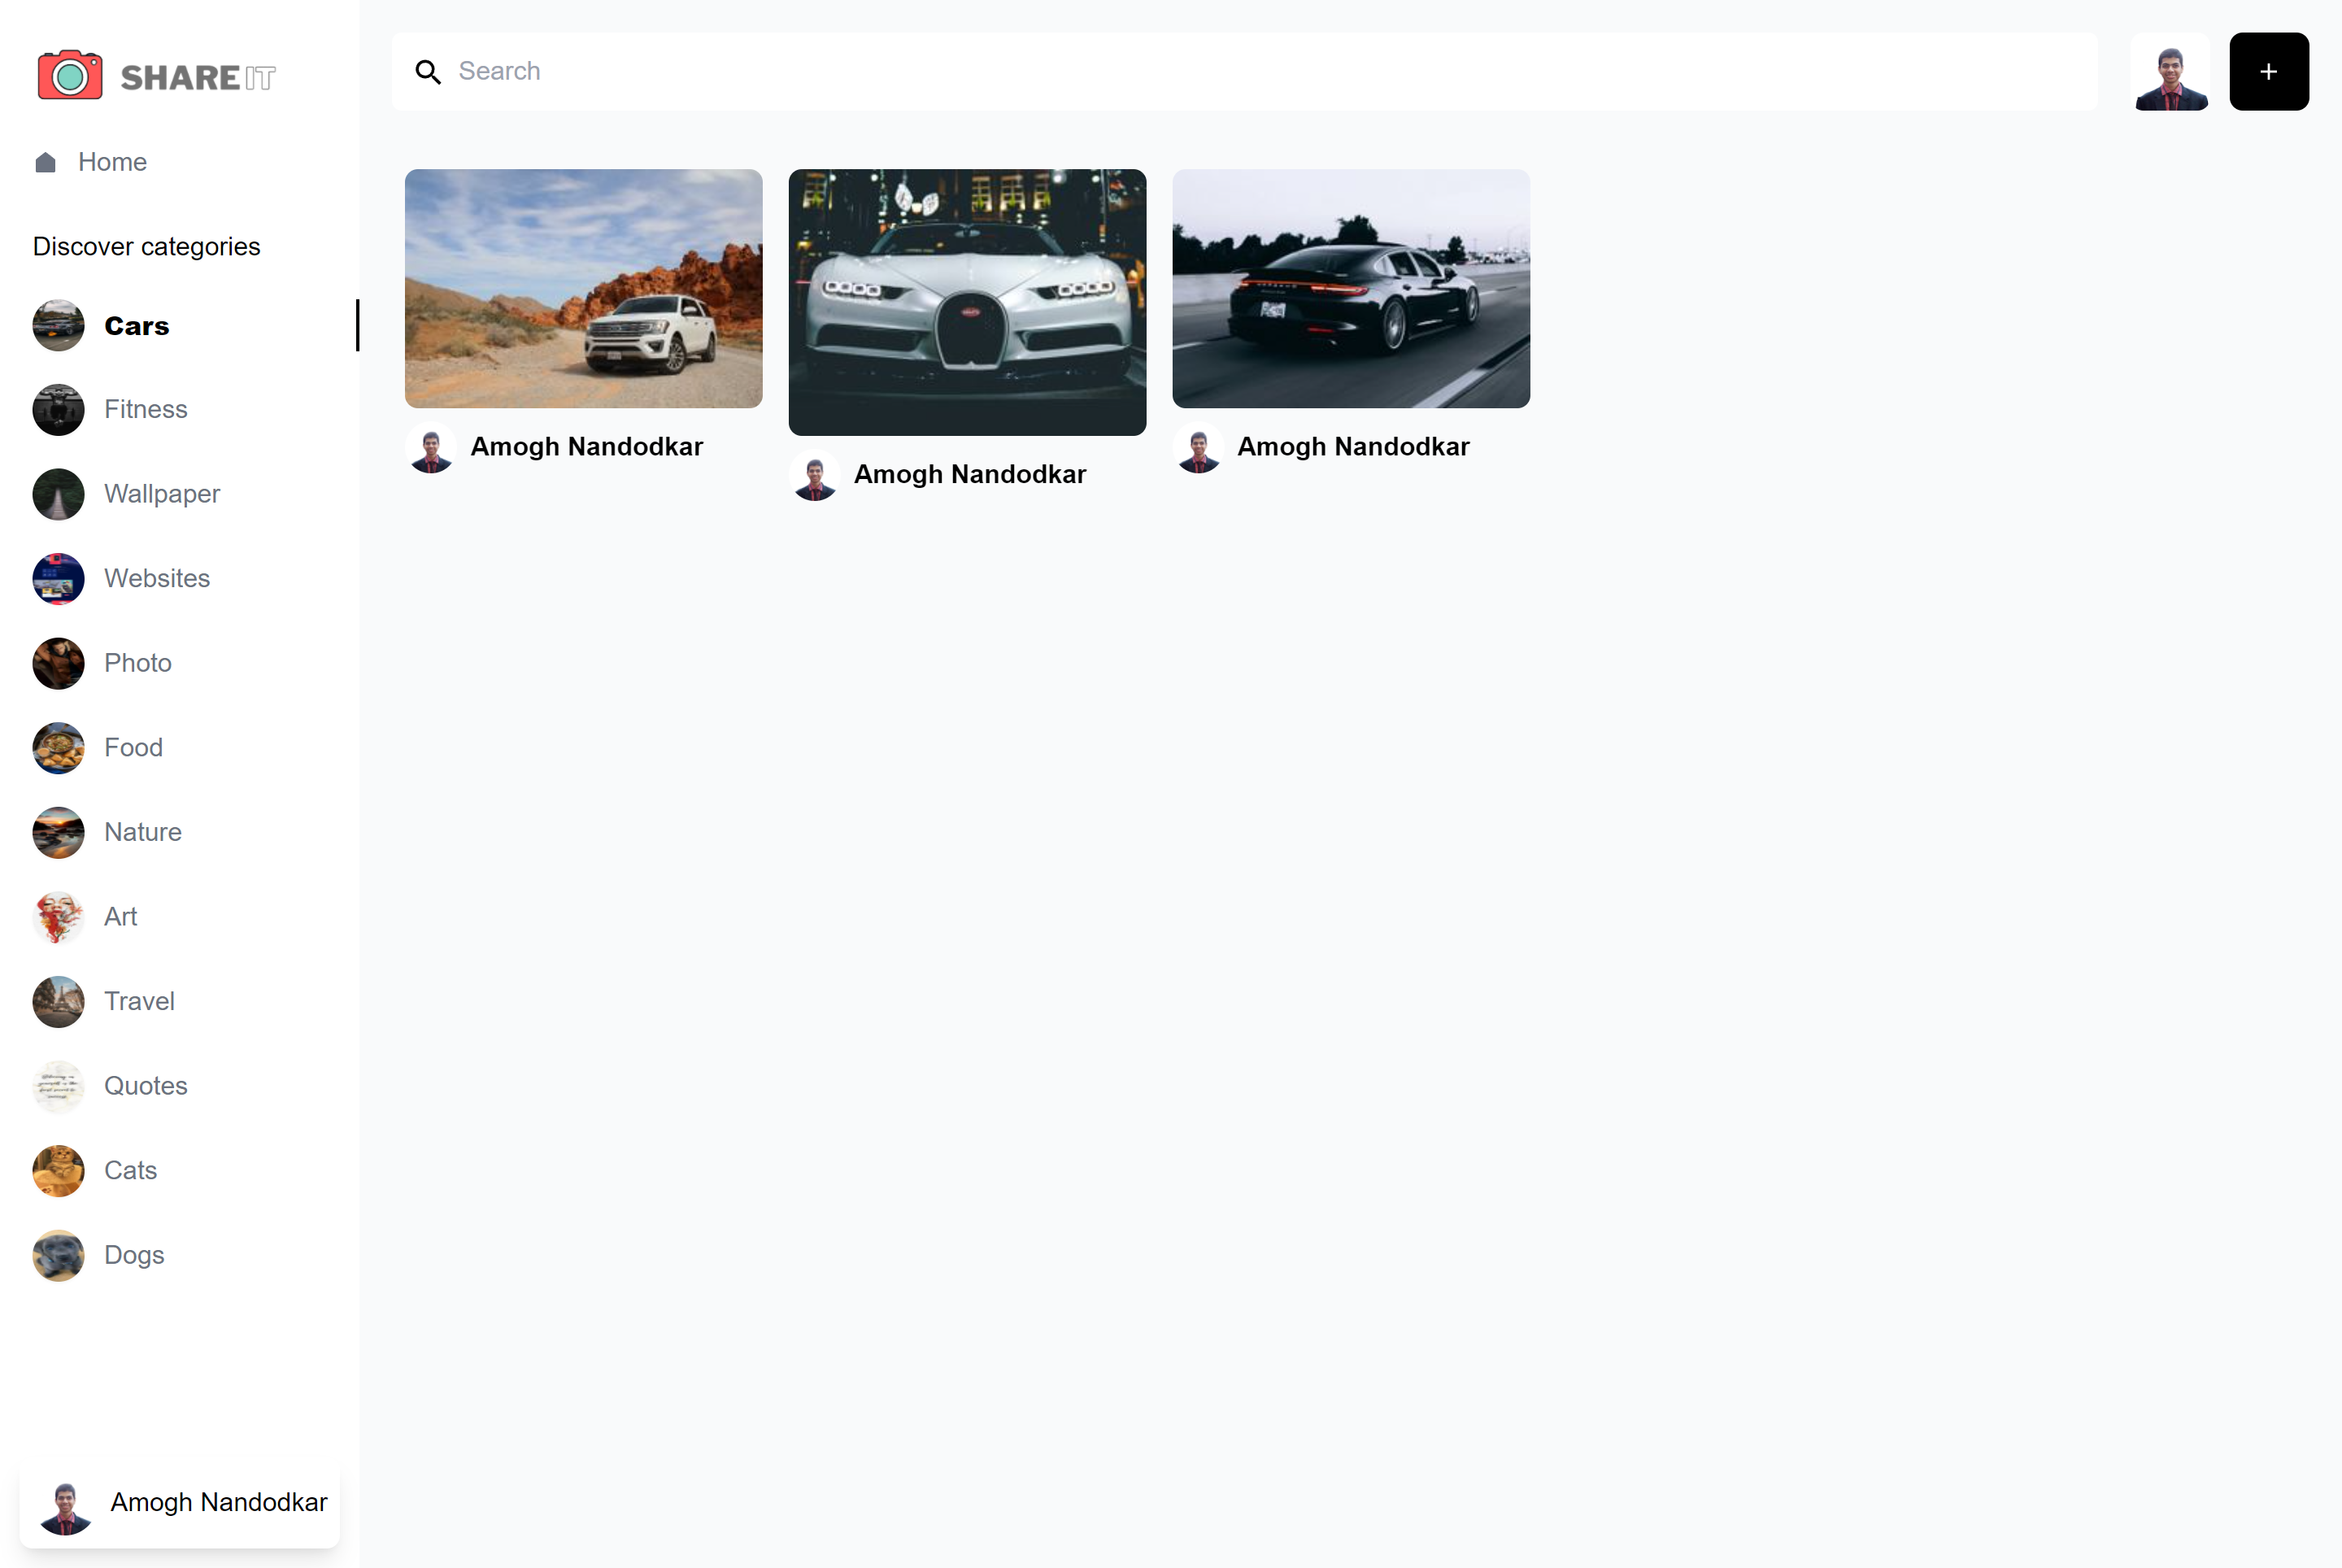 SHARE IT
Search
+
Home
Discover categories
Cars
Fitness
Wallpaper
Websites
Photo
Food
Nature
Art
Travel
Quotes
Cats
Dogs
Amogh Nandodkar
Amogh Nandodkar
Amogh Nandodkar
Amogh Nandodkar